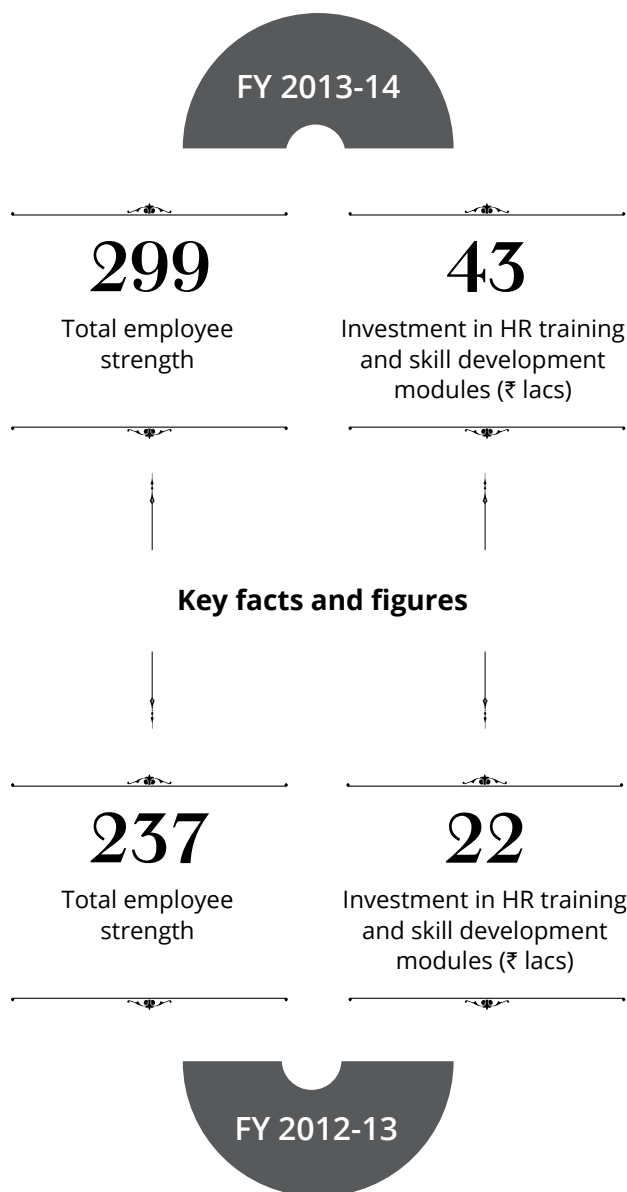 FY 2013-14
299
Total employee
strength
43
Investment in HR training
and skill development
modules (₹ lacs)
Key facts and figures
237
Total employee
strength
22
Investment in HR training
and skill development
modules (₹ lacs)
FY 2012-13